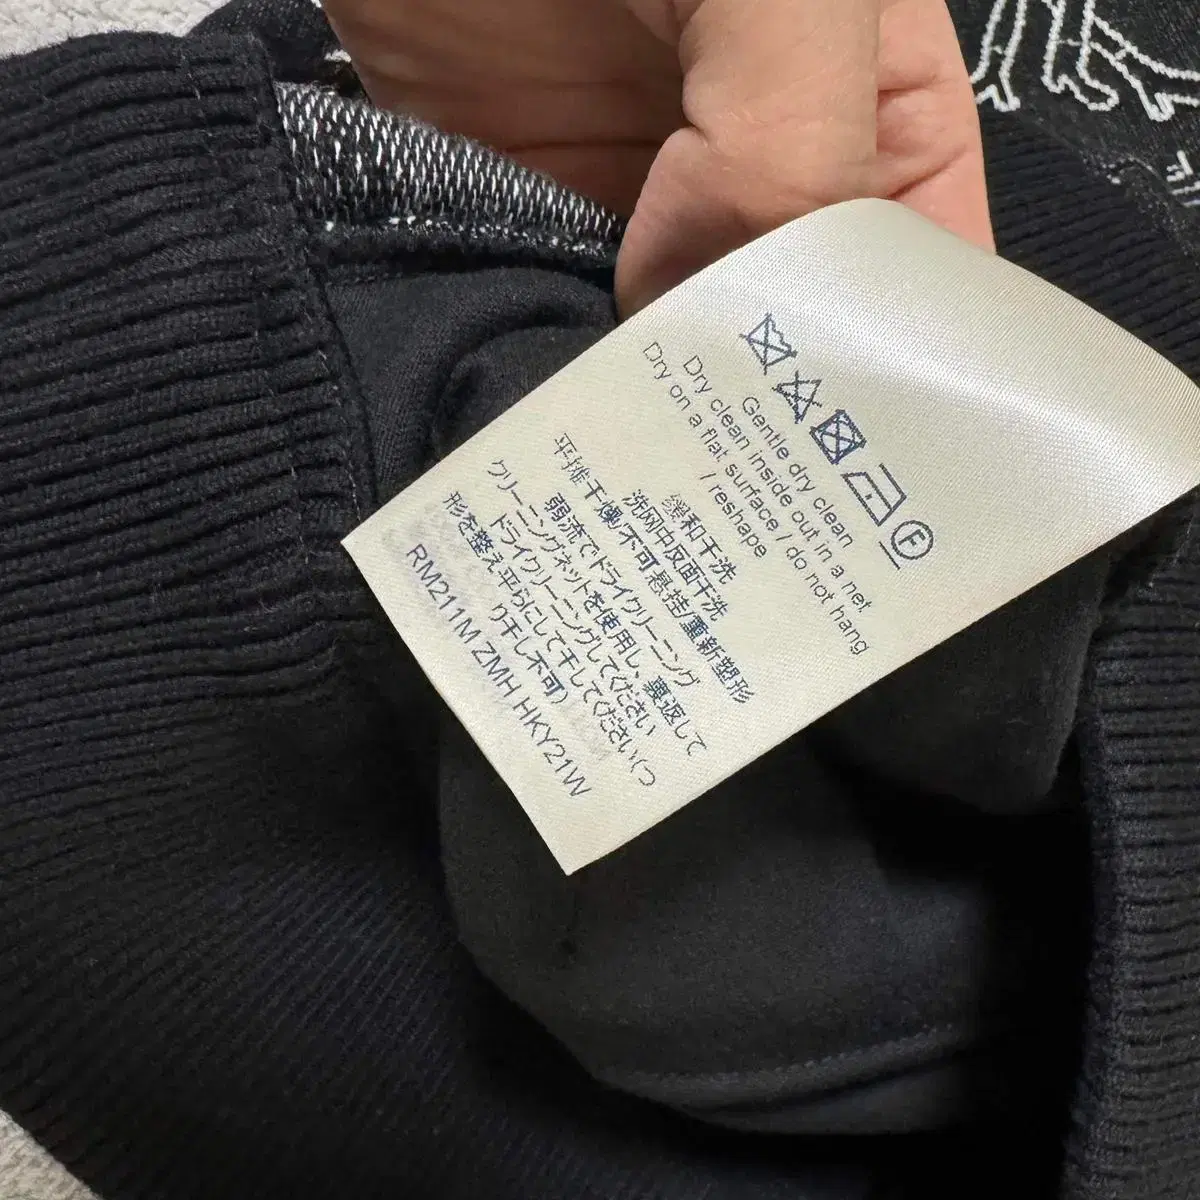 Gentle dry clean
Dry clean inside out in a net
Dry on a flat surface / do not hang
/ reshape
缓和干洗
洗网中反面干洗
平摊干燥/不可悬挂/重新塑形
弱流でドライクリーニング
クリーニングネットを使用し、裏返して
ドライクリーニングしてください
形を整え平らにして干してください(つ
り干し不可)
RM211M ZMH HKY21W
F